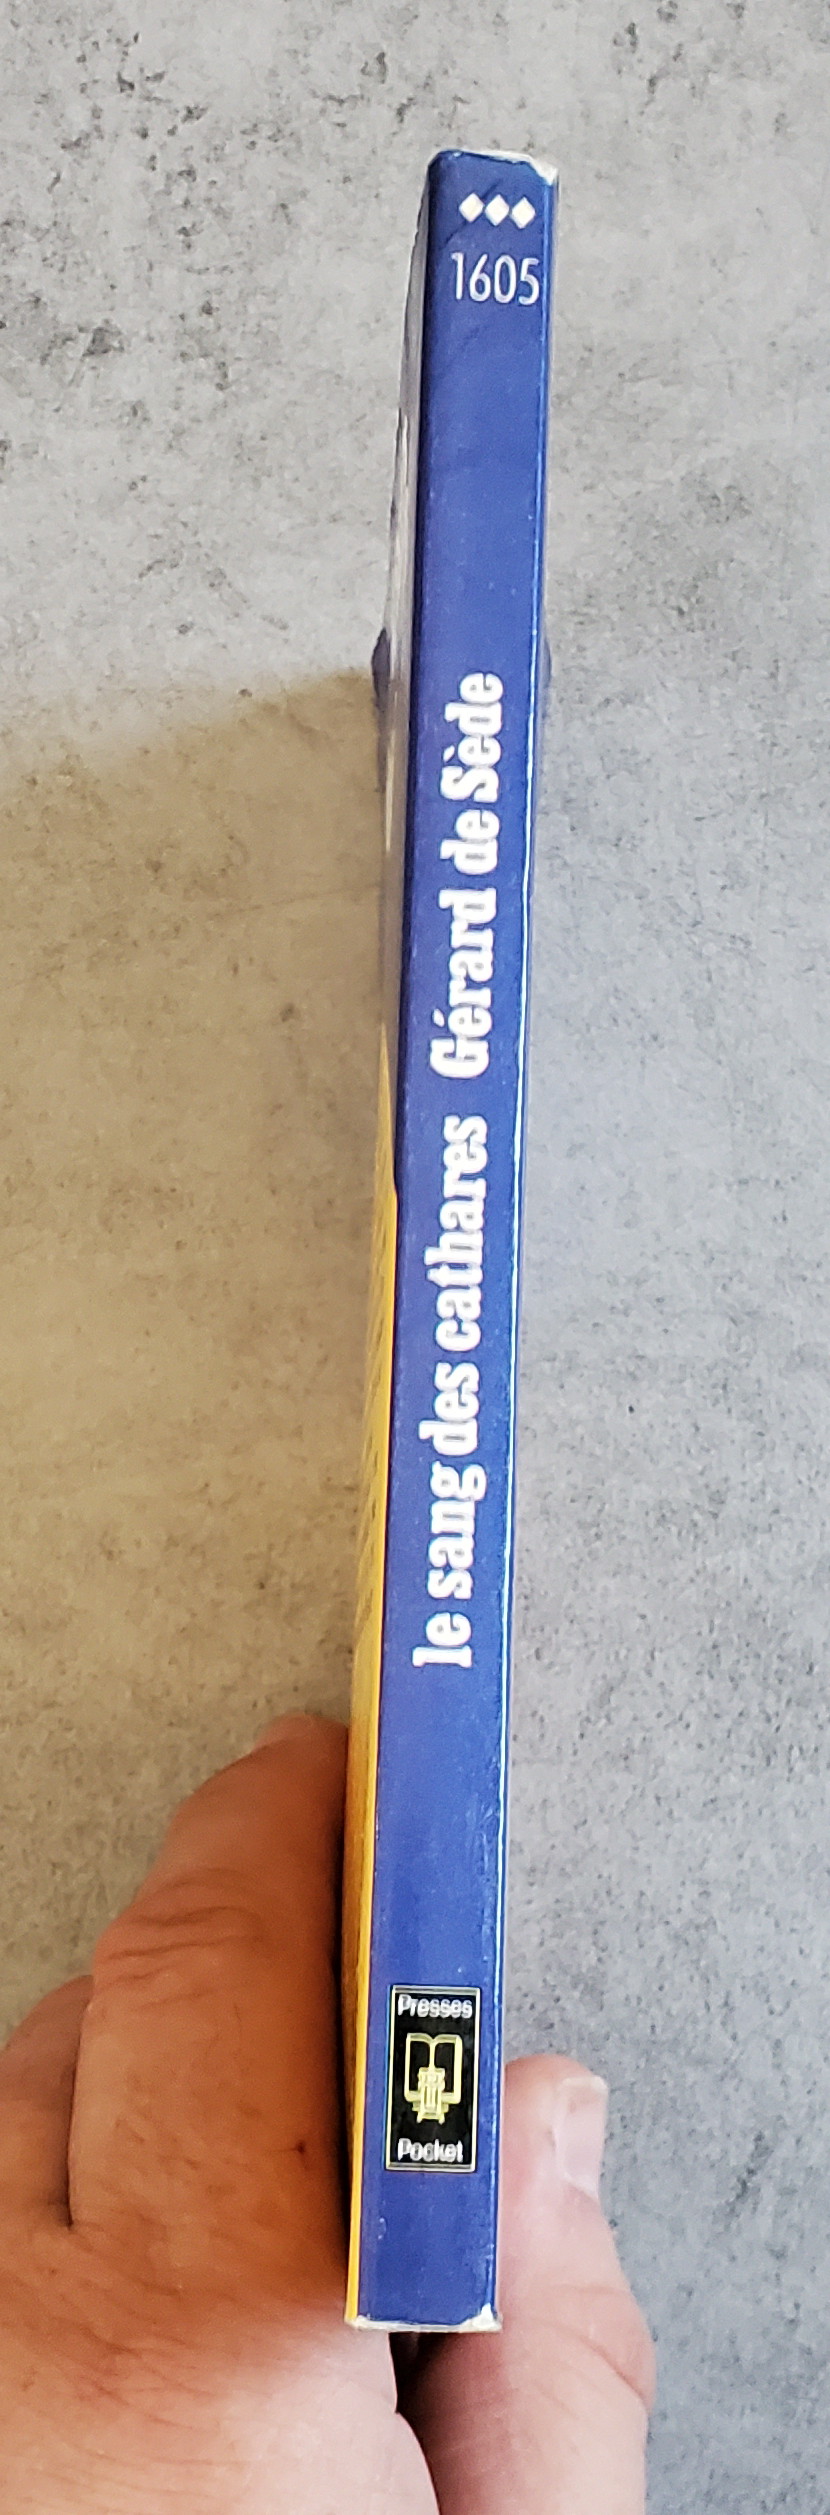 1605
le sang des cathares Gérard de Sède
Presses
Pocket